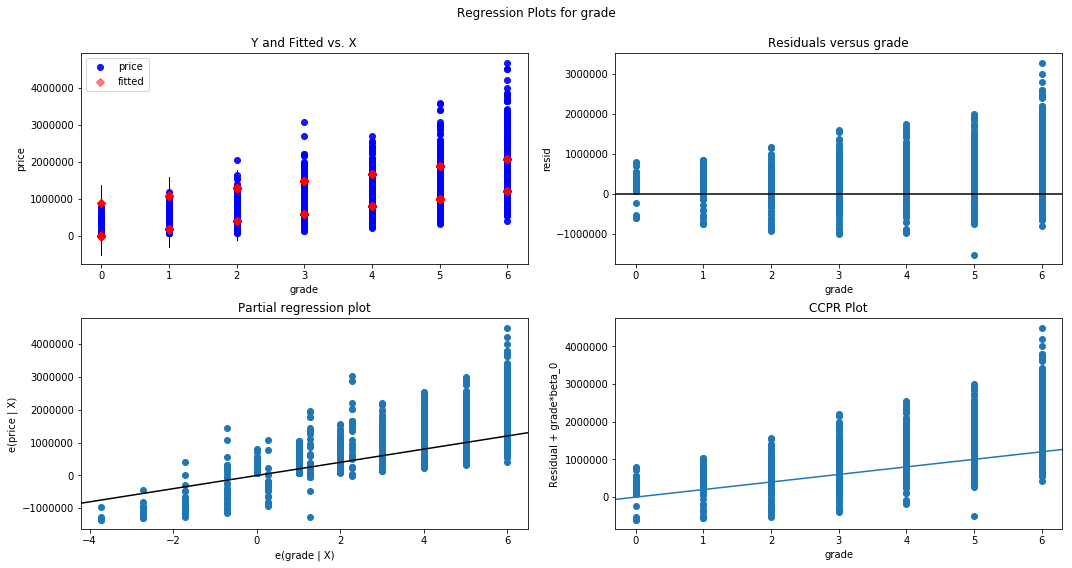 Regression Plots for grade
Y and Fitted vs. X
price
fitted
4000000
3000000
2000000
1000000
0
price
0 1 2 3 4 5 6
grade
Residuals versus grade
3000000
2000000
1000000
0
−1000000
resid
0 1 2 3 4 5 6
grade
Partial regression plot
4000000
3000000
2000000
1000000
0
−1000000
e(price | X)
−4 −2 0 2 4 6
e(grade | X)
CCPR Plot
4000000
3000000
2000000
1000000
0
Residual + grade*beta_0
0 1 2 3 4 5 6
grade